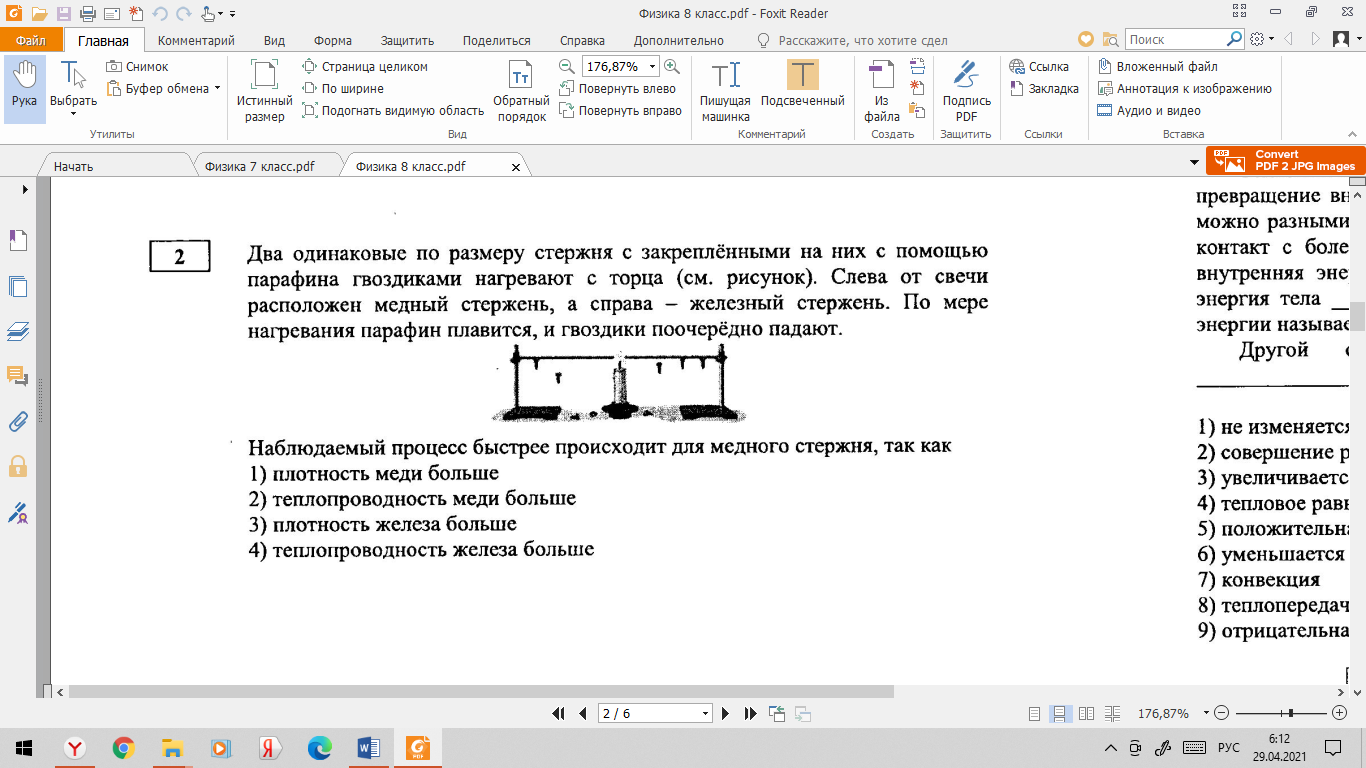 Физика 8 класс.pdf - Foxit Reader
Файл Главная Комментарий Вид Форма Защитить Поделиться Справка Дополнительно Расскажите, что хотите сдел Поиск
Рука
Выбрать
Снимок
Буфер обмена
Утилиты
Истинный размер
Страница целиком
По ширине
Подогнать видимую область
Обратный порядок
176,87%
Повернуть влево
Повернуть вправо
Вид
Пишущая машинка
Подсвеченный
Комментарий
Из файла
Создать
Подпись PDF
Защитить
Ссылка
Закладка
Ссылки
Вложенный файл
Аннотация к изображению
Аудио и видео
Вставка
Начать Физика 7 класс.pdf Физика 8 класс.pdf
Convert
PDF 2 JPG Images
2
Два одинаковые по размеру стержня с закреплёнными на них с помощью
парафина гвоздиками нагревают с торца (см. рисунок). Слева от свечи
расположен медный стержень, а справа – железный стержень. По мере
нагревания парафин плавится, и гвоздики поочерёдно падают.
Наблюдаемый процесс быстрее происходит для медного стержня, так как
1) плотность меди больше
2) теплопроводность меди больше
3) плотность железа больше
4) теплопроводность железа больше
превращение вн
можно разными
контакт с боле
внутренняя эне
энергия тела __
энергии называе
Другой с
1) не изменяется
2) совершение р
3) увеличивается
4) тепловое равн
5) положительна
6) уменьшается
7) конвекция
8) теплопередач
9) отрицательна
2 / 6
176,87%
РУС
6:12
29.04.2021